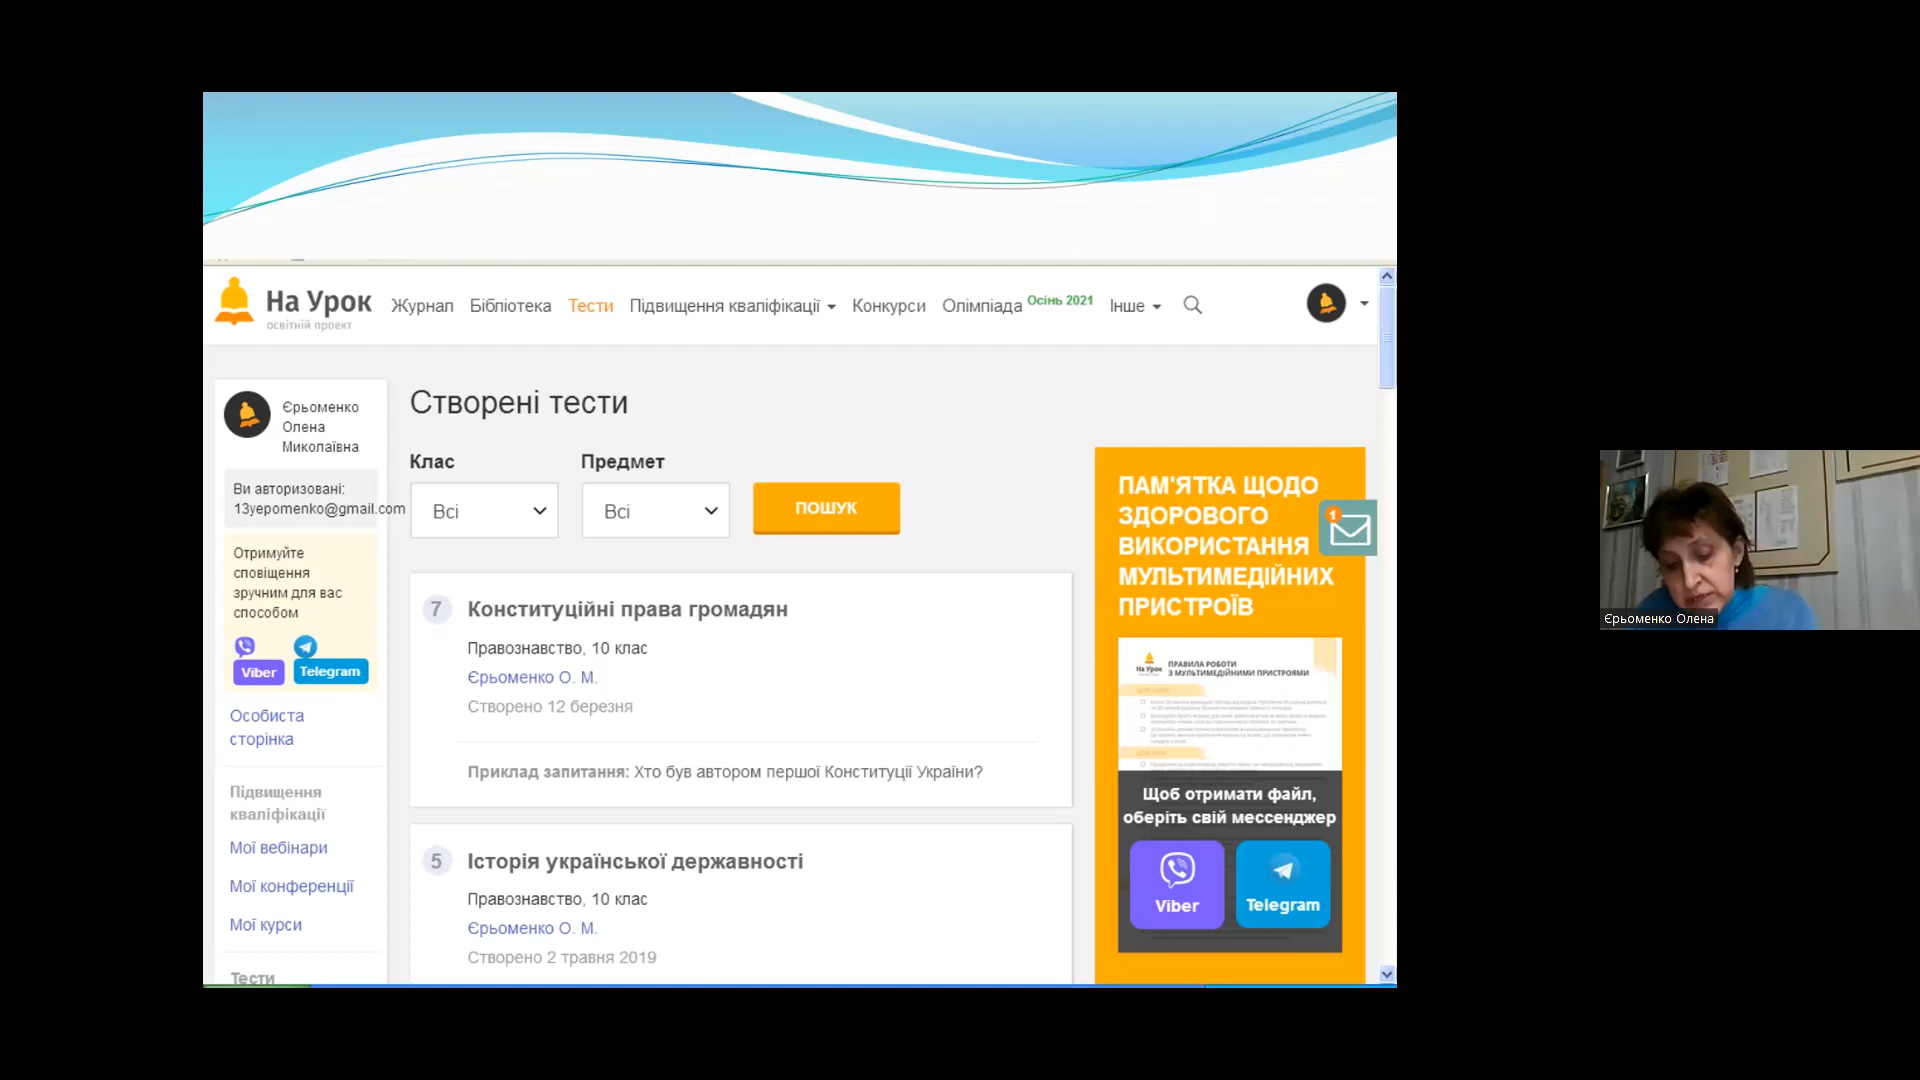 На Урок
освітній проект
Журнал Бібліотека Тести Підвищення кваліфікації Конкурси Олімпіада Осінь 2021 Інше
Єрьоменко
Олена
Миколаївна
Ви авторизовані:
13yepomenko@gmail.com
Отримуйте
сповіщення
зручним для вас
способом
Viber Telegram
Особиста
сторінка
Підвищення
кваліфікації
Мої вебінари
Мої конференції
Мої курси
Тести
Створені тести
Клас Предмет
Всі Всі ПОШУК
7 Конституційні права громадян
Правознавство, 10 клас
Єрьоменко О. М.
Створено 12 березня
Приклад запитання: Хто був автором першої Конституції України?
5 Історія української державності
Правознавство, 10 клас
Єрьоменко О. М.
Створено 2 травня 2019
ПАМ'ЯТКА ЩОДО
ЗДОРОВОГО
ВИКОРИСТАННЯ
МУЛЬТИМЕДІЙНИХ
ПРИСТРОЇВ
1
На Урок
ПРАВИЛА РОБОТИ
З МУЛЬТИМЕДІЙНИМИ ПРИСТРОЯМИ
Щоб отримати файл,
оберіть свій мессенджер
Viber Telegram
Єрьоменко Олена